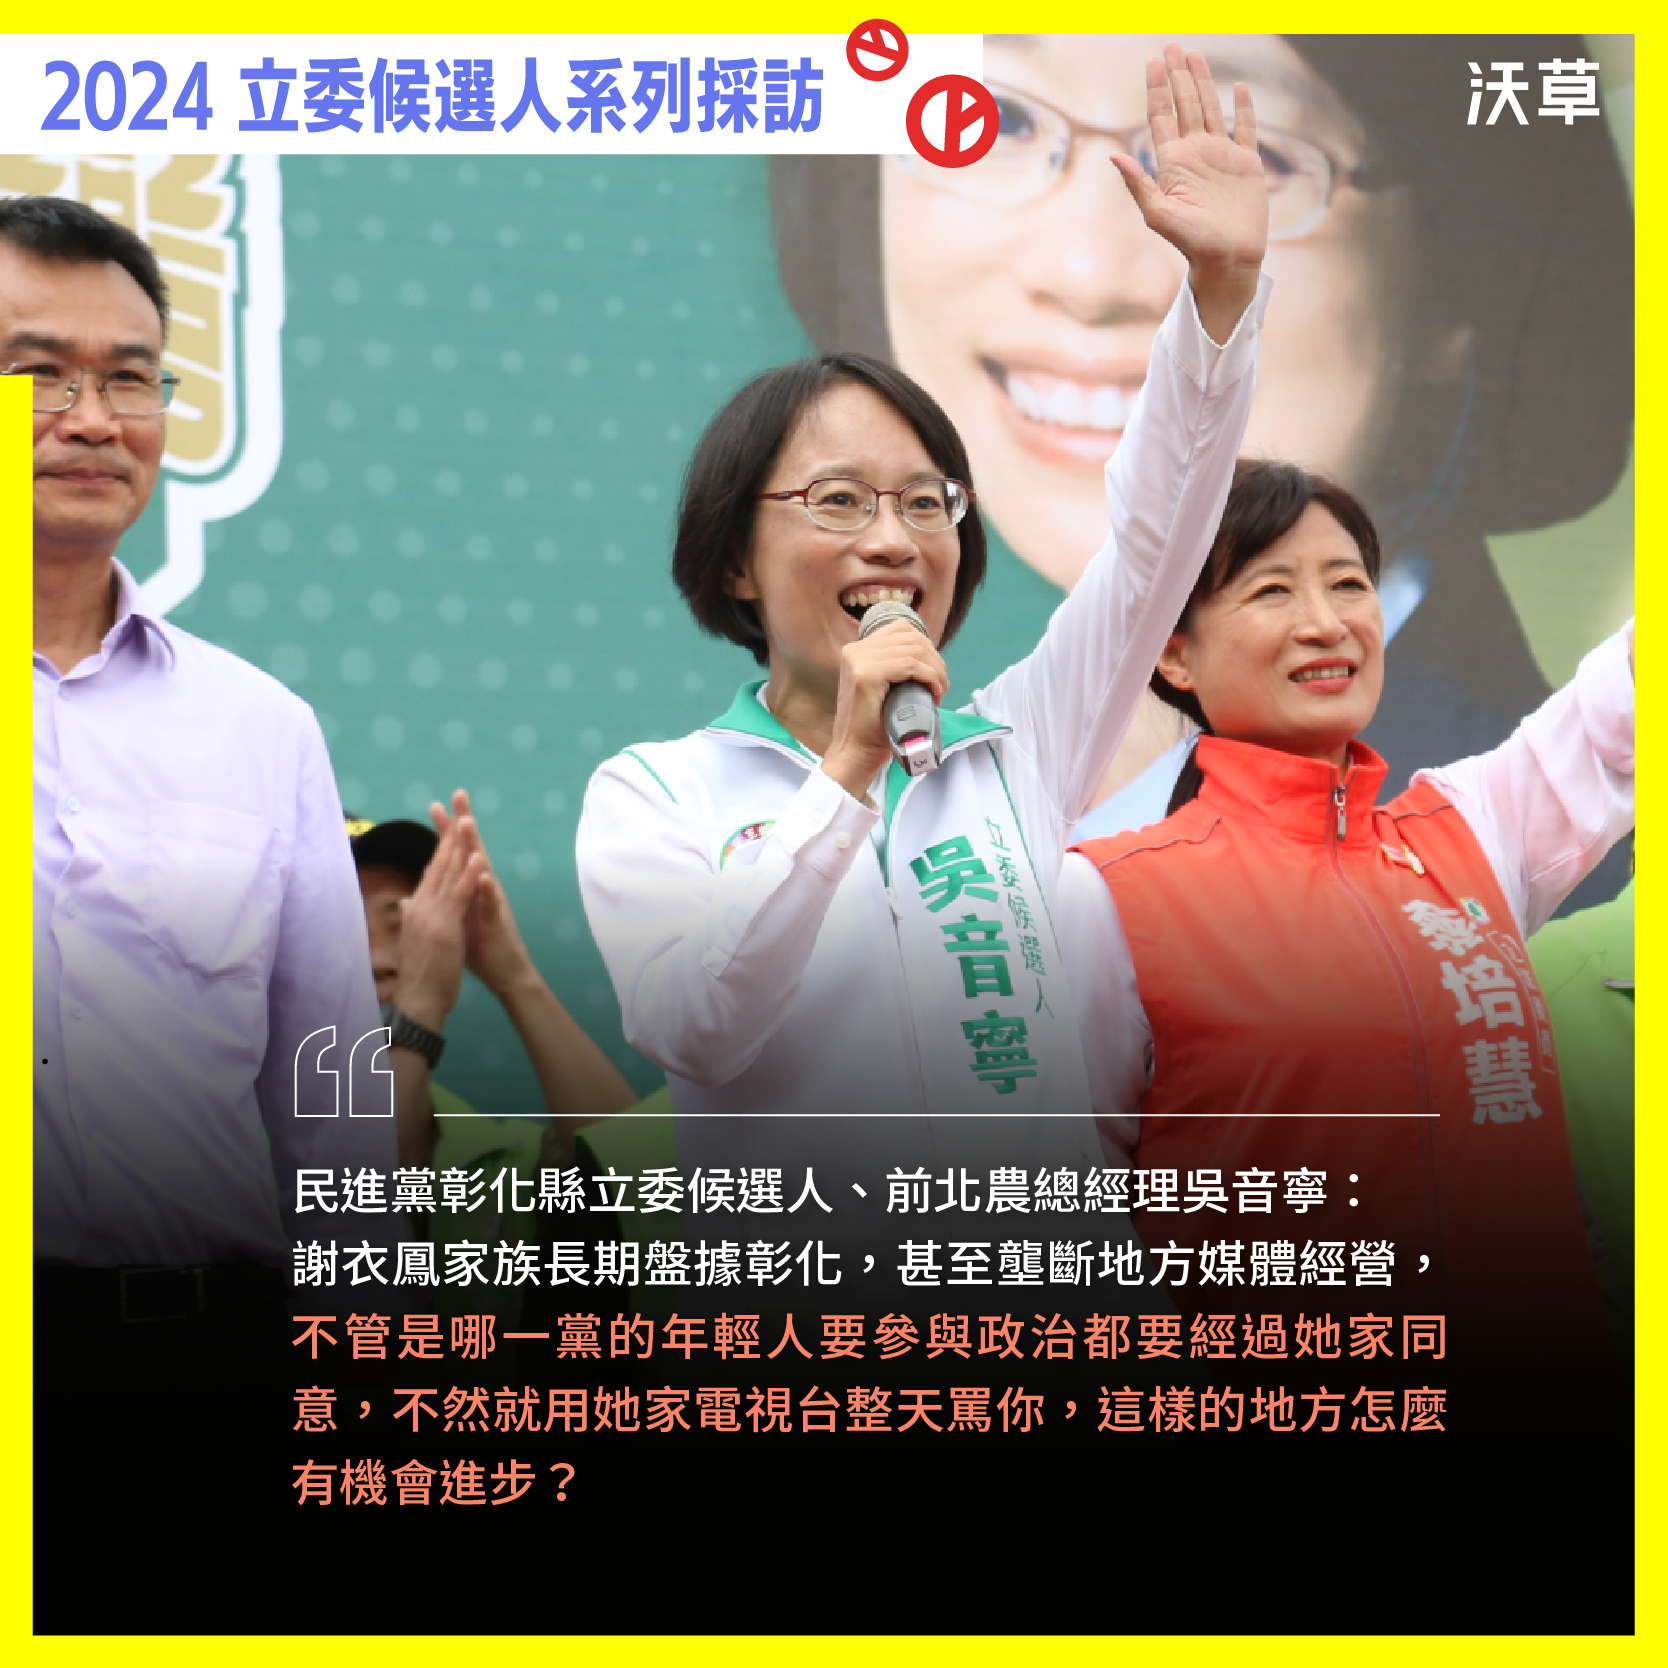 2024 立委候選人系列採訪
沃草
立委候選人
吳音寧
蔡培慧
民進黨彰化縣立委候選人、前北農總經理吳音寧：
謝衣鳳家族長期盤據彰化，甚至壟斷地方媒體經營，
不管是哪一黨的年輕人要參與政治都要經過她家同
意，不然就用她家電視台整天罵你，這樣的地方怎麼
有機會進步？